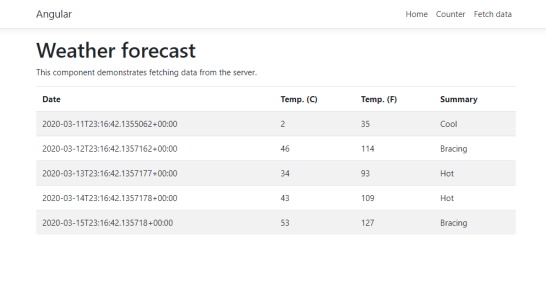 Angular Home Counter Fetch data
Weather forecast
This component demonstrates fetching data from the server.
Date Temp. (C) Temp. (F) Summary
2020-03-11T23:16:42.1355062+00:00 2 35 Cool
2020-03-12T23:16:42.1357162+00:00 46 114 Bracing
2020-03-13T23:16:42.1357177+00:00 34 93 Hot
2020-03-14T23:16:42.1357178+00:00 43 109 Hot
2020-03-15T23:16:42.135718+00:00 53 127 Bracing